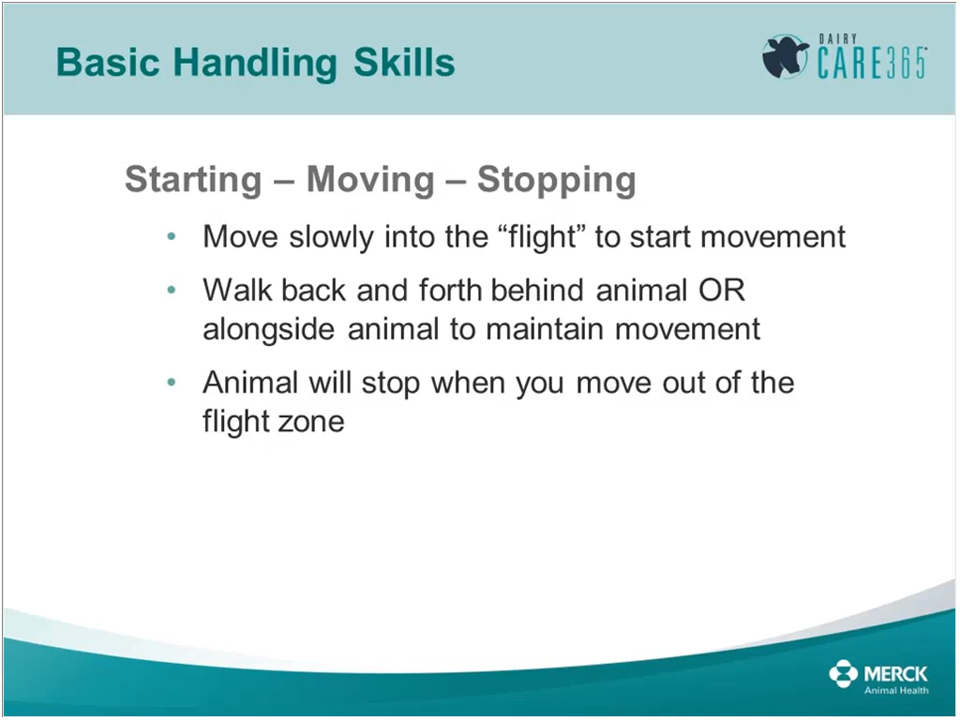 Basic Handling Skills
DAIRY
CARE365™
Starting – Moving – Stopping
• Move slowly into the “flight” to start movement
• Walk back and forth behind animal OR
alongside animal to maintain movement
• Animal will stop when you move out of the
flight zone
MERCK
Animal Health